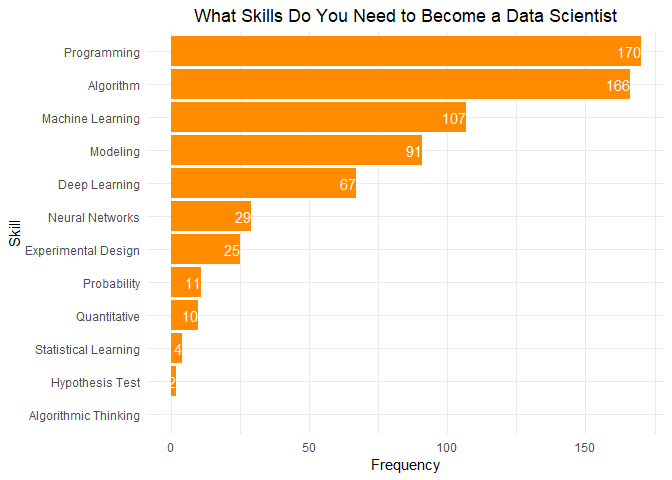 What Skills Do You Need to Become a Data Scientist
Programming 170
Algorithm 166
Machine Learning 107
Modeling 91
Deep Learning 67
Neural Networks 29
Skill
Experimental Design 25
Probability 11
Quantitative 10
Statistical Learning 4
Hypothesis Test 2
Algorithmic Thinking
0 50 100 150
Frequency